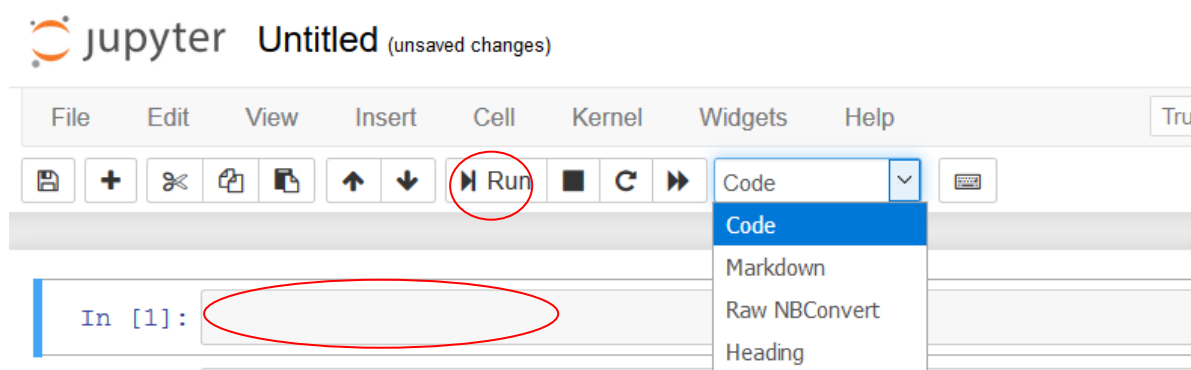 jupyter Untitled (unsaved changes)
File Edit View Insert Cell Kernel Widgets Help Tru
Run Code
Code
Markdown
In [1]:
Raw NBConvert
Heading